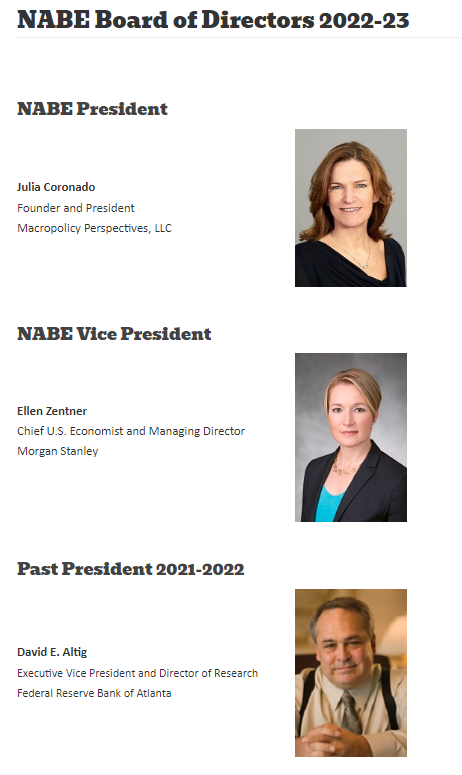 NABE Board of Directors 2022-23
NABE President
Julia Coronado
Founder and President
Macropolicy Perspectives, LLC
NABE Vice President
Ellen Zentner
Chief U.S. Economist and Managing Director
Morgan Stanley
Past President 2021-2022
David E. Altig
Executive Vice President and Director of Research
Federal Reserve Bank of Atlanta